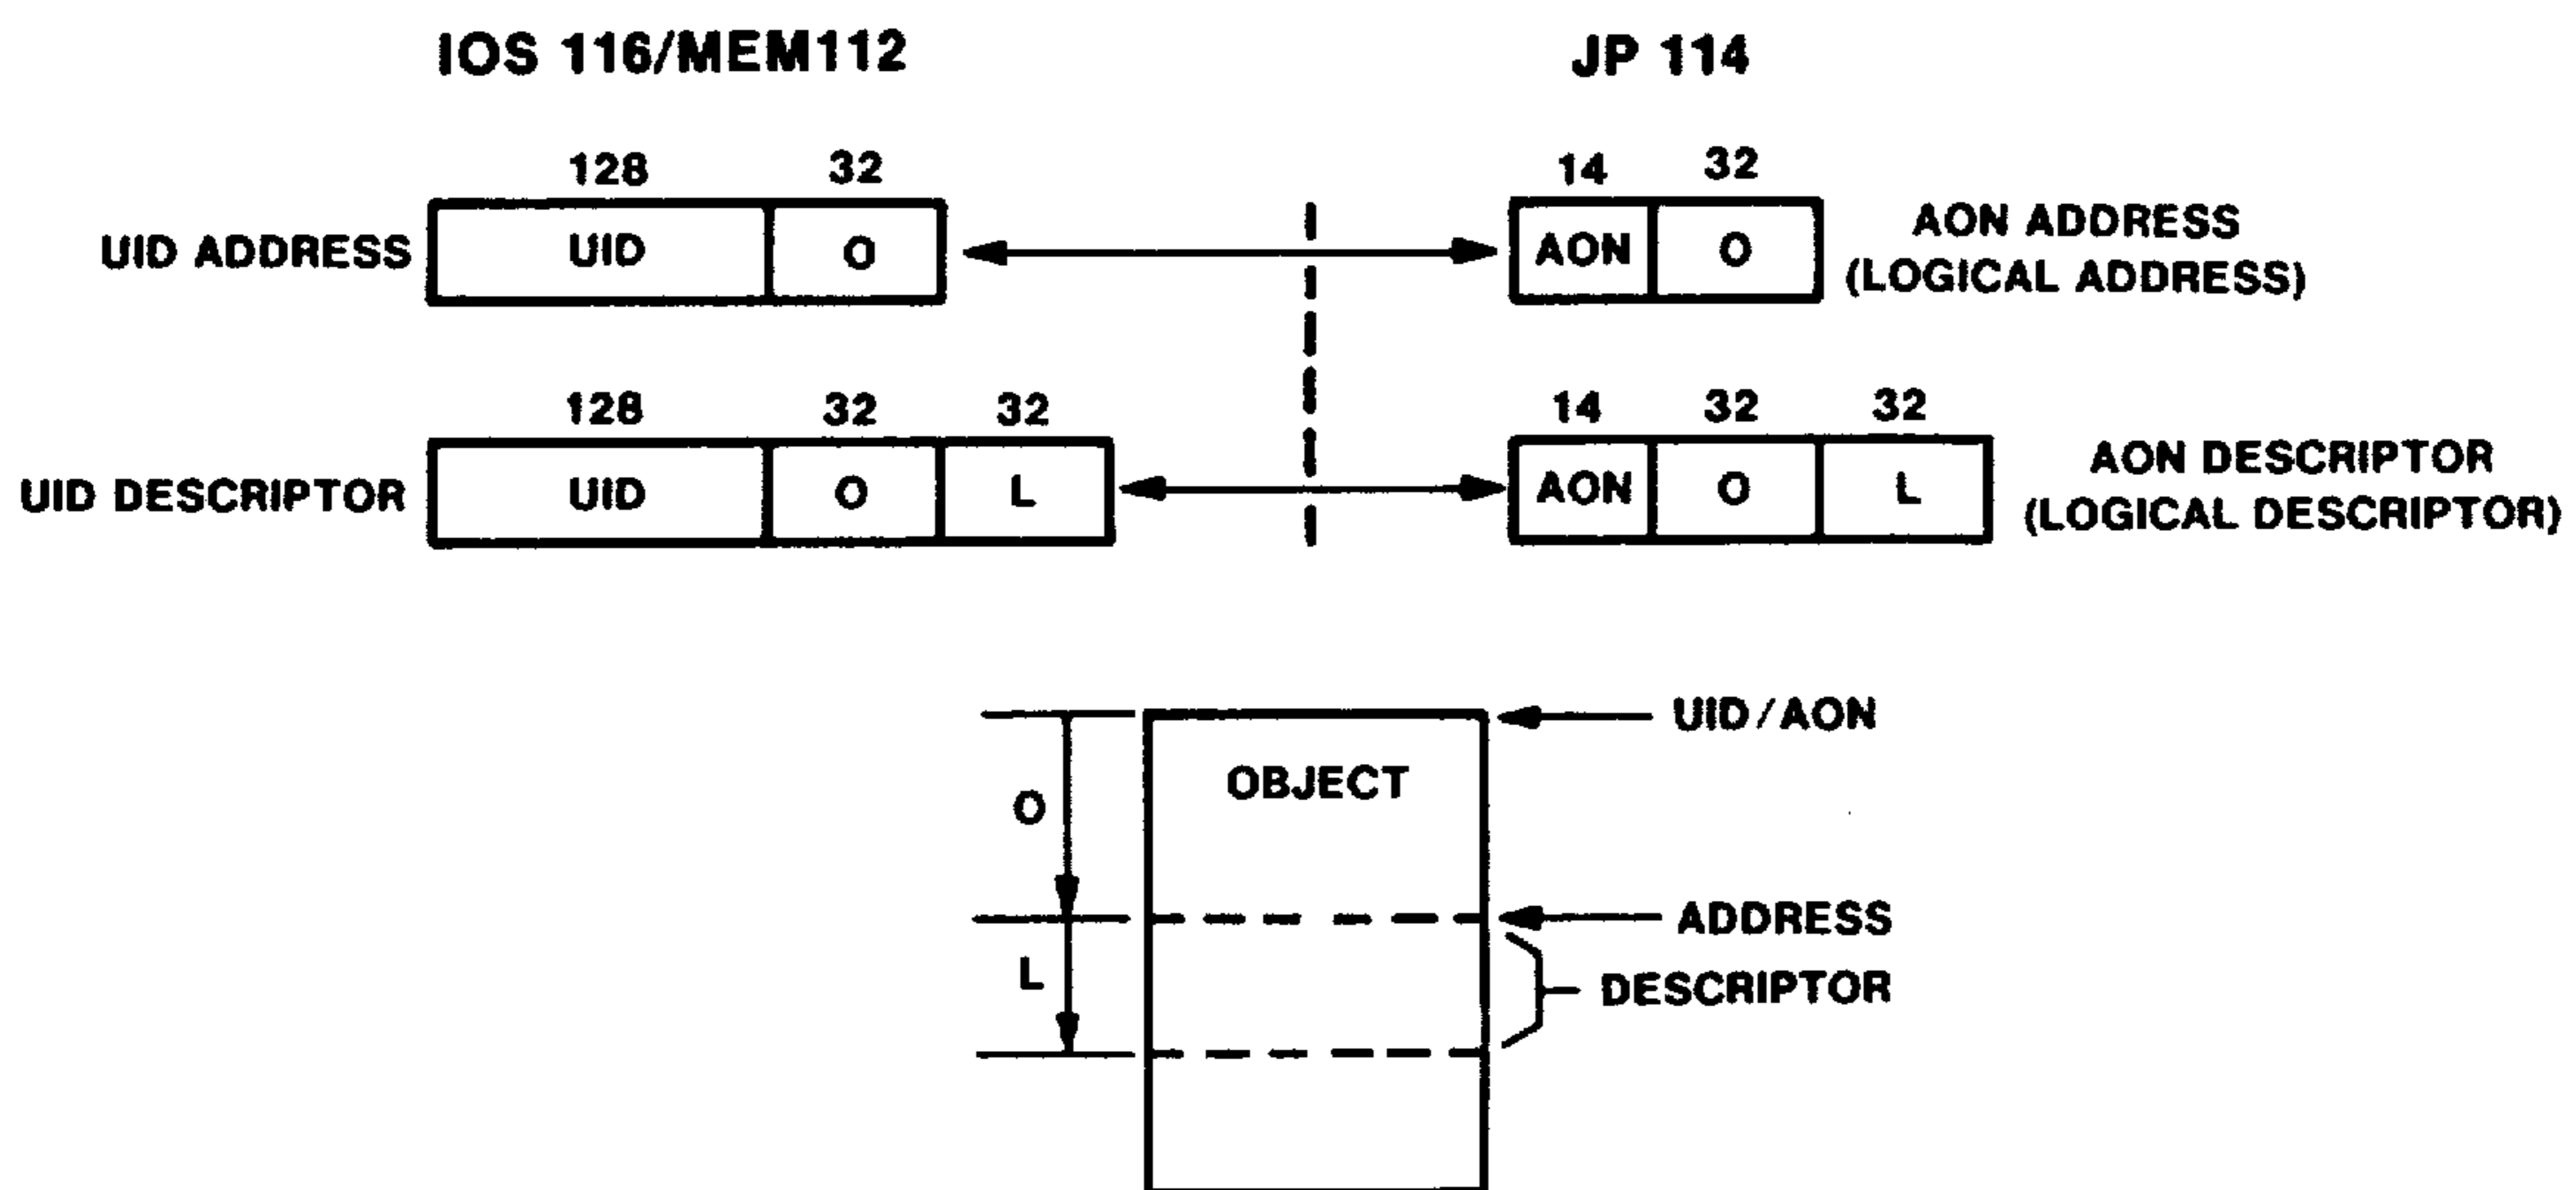 IOS 116/MEM112
JP 114
128 32
14 32
UID ADDRESS
UID O
AON O
AON ADDRESS
(LOGICAL ADDRESS)
128 32 32
14 32 32
UID DESCRIPTOR
UID O L
AON O L
AON DESCRIPTOR
(LOGICAL DESCRIPTOR)
UID/AON
OBJECT
O
ADDRESS
L
DESCRIPTOR